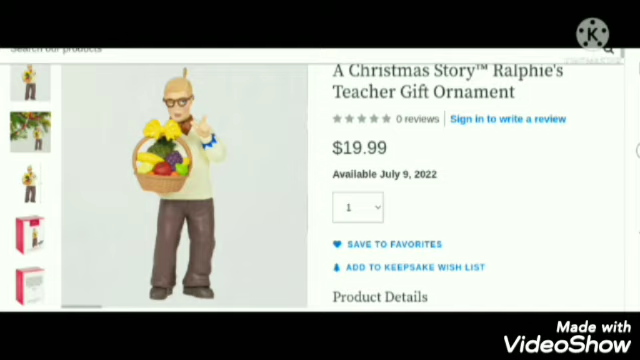 Search our products
K
A Christmas Story™ Ralphie's
Teacher Gift Ornament
0 reviews
Sign in to write a review
$19.99
Available July 9, 2022
1
SAVE TO FAVORITES
ADD TO KEEPSAKE WISH LIST
Product Details
Made with
VideoShow